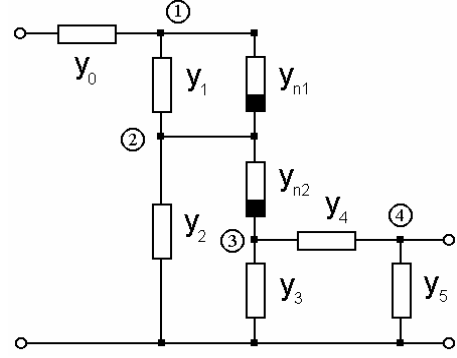 ①
y₀
y₁
yₙ₁
②
yₙ₂
y₂
y₄
④
③
y₃
y₅